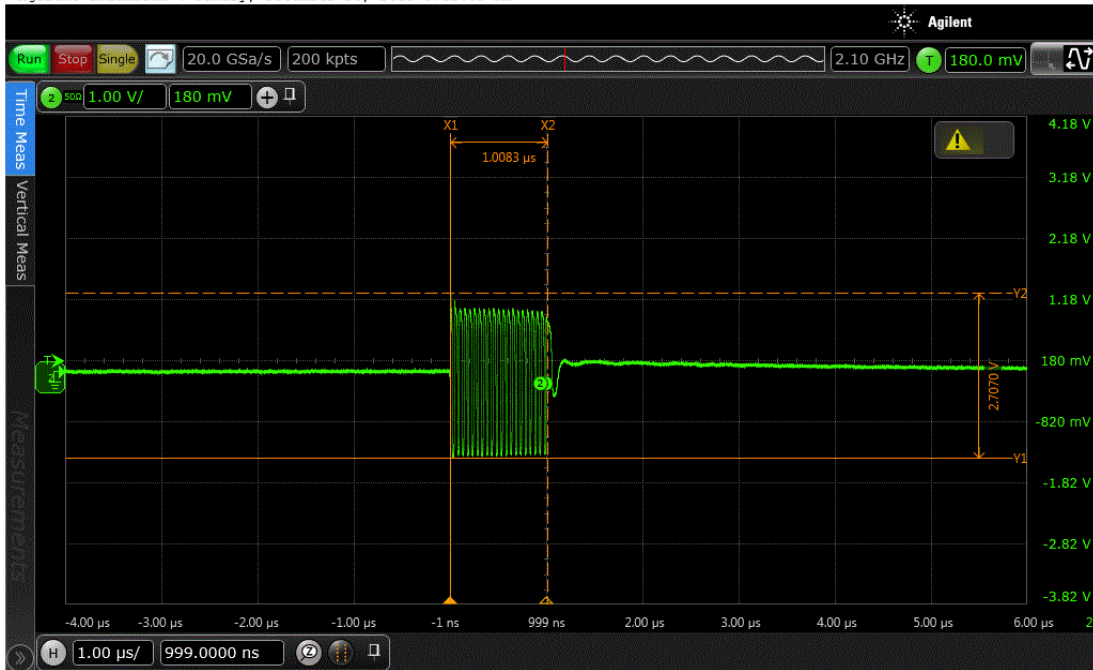 Agilent
Run Stop Single 20.0 GSa/s 200 kpts 2.10 GHz T 180.0 mV
2 50Ω 1.00 V/ 180 mV
Time Meas
Vertical Meas
Measurements
X1 X2
1.0083 µs
Y2
Y1
2.7070 V
T
2
2
4.18 V
3.18 V
2.18 V
1.18 V
180 mV
-820 mV
-1.82 V
-2.82 V
-3.82 V
-4.00 µs -3.00 µs -2.00 µs -1.00 µs -1 ns 999 ns 2.00 µs 3.00 µs 4.00 µs 5.00 µs 6.00 µs 2
H 1.00 µs/ 999.0000 ns Z